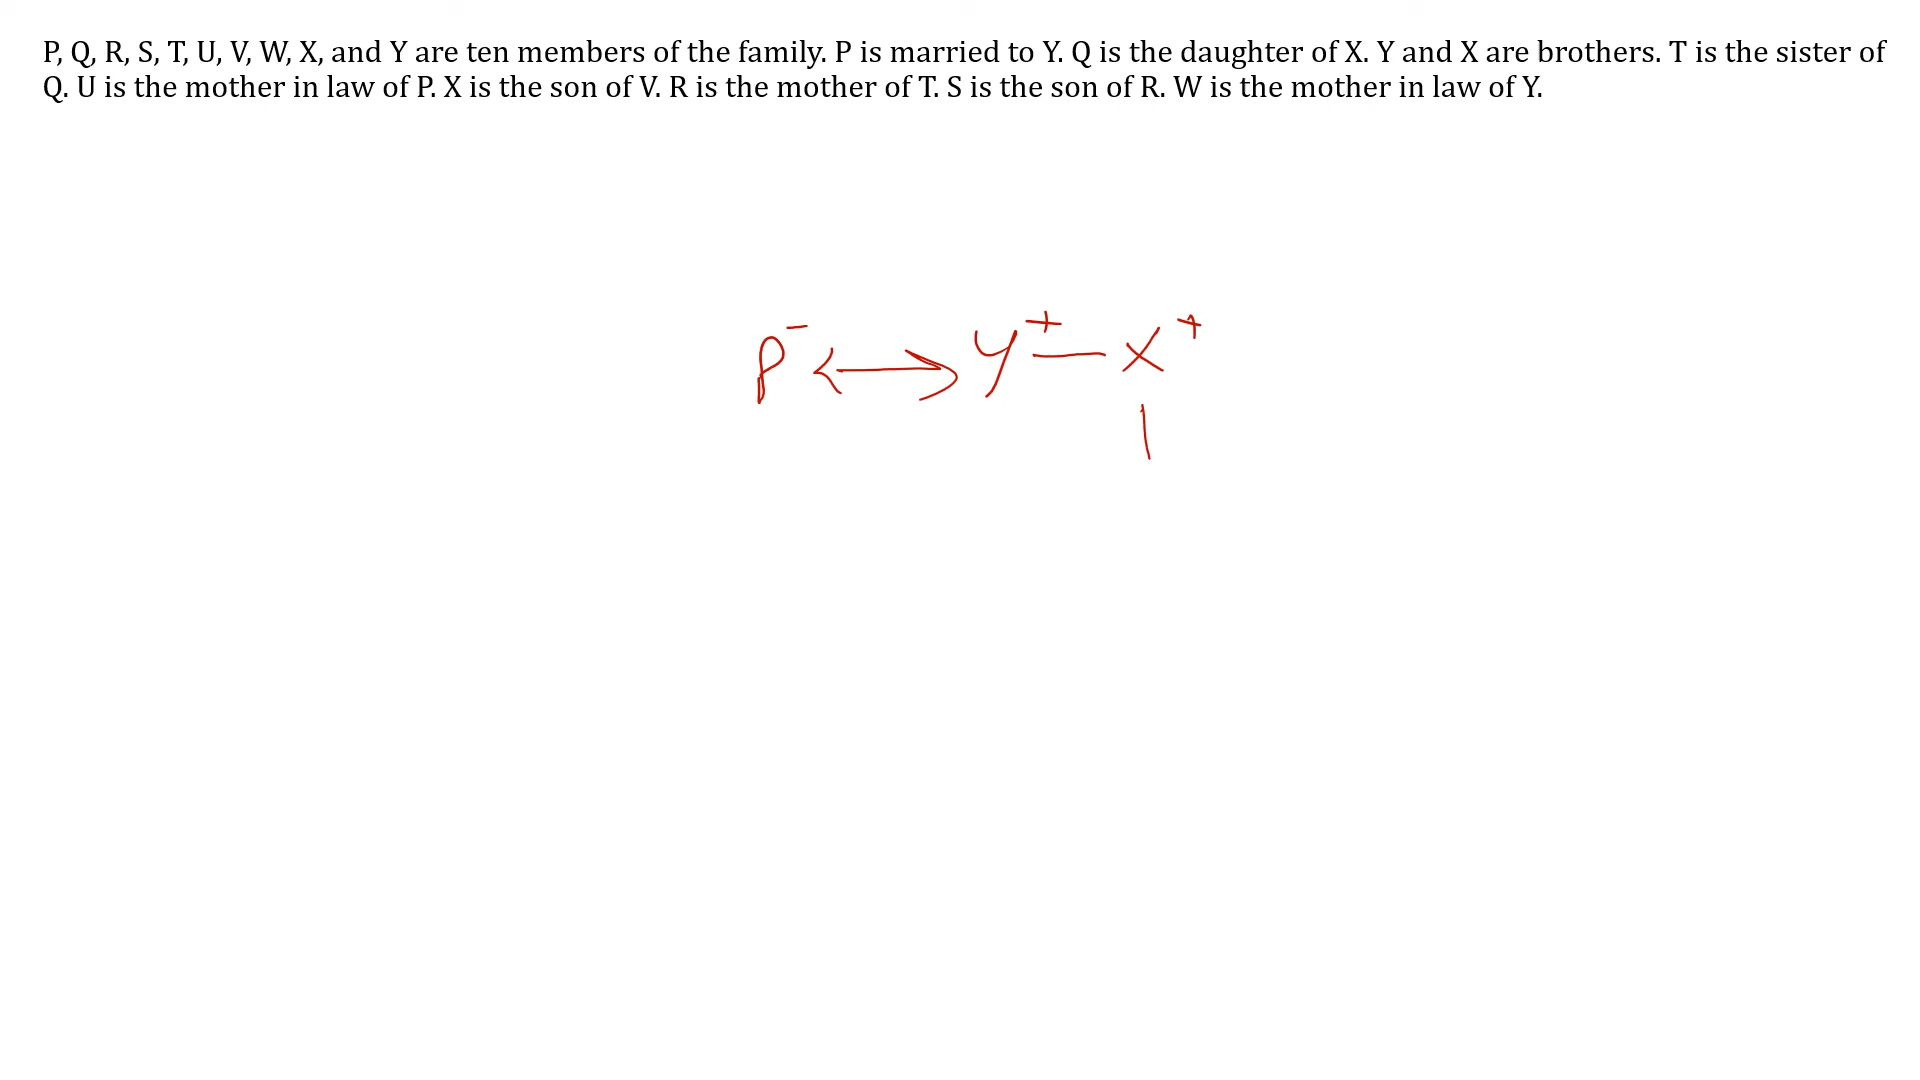 P, Q, R, S, T, U, V, W, X, and Y are ten members of the family. P is married to Y. Q is the daughter of X. Y and X are brothers. T is the sister of
Q. U is the mother in law of P. X is the son of V. R is the mother of T. S is the son of R. W is the mother in law of Y.
P⁻ ↔ Y⁺ — X⁺
|